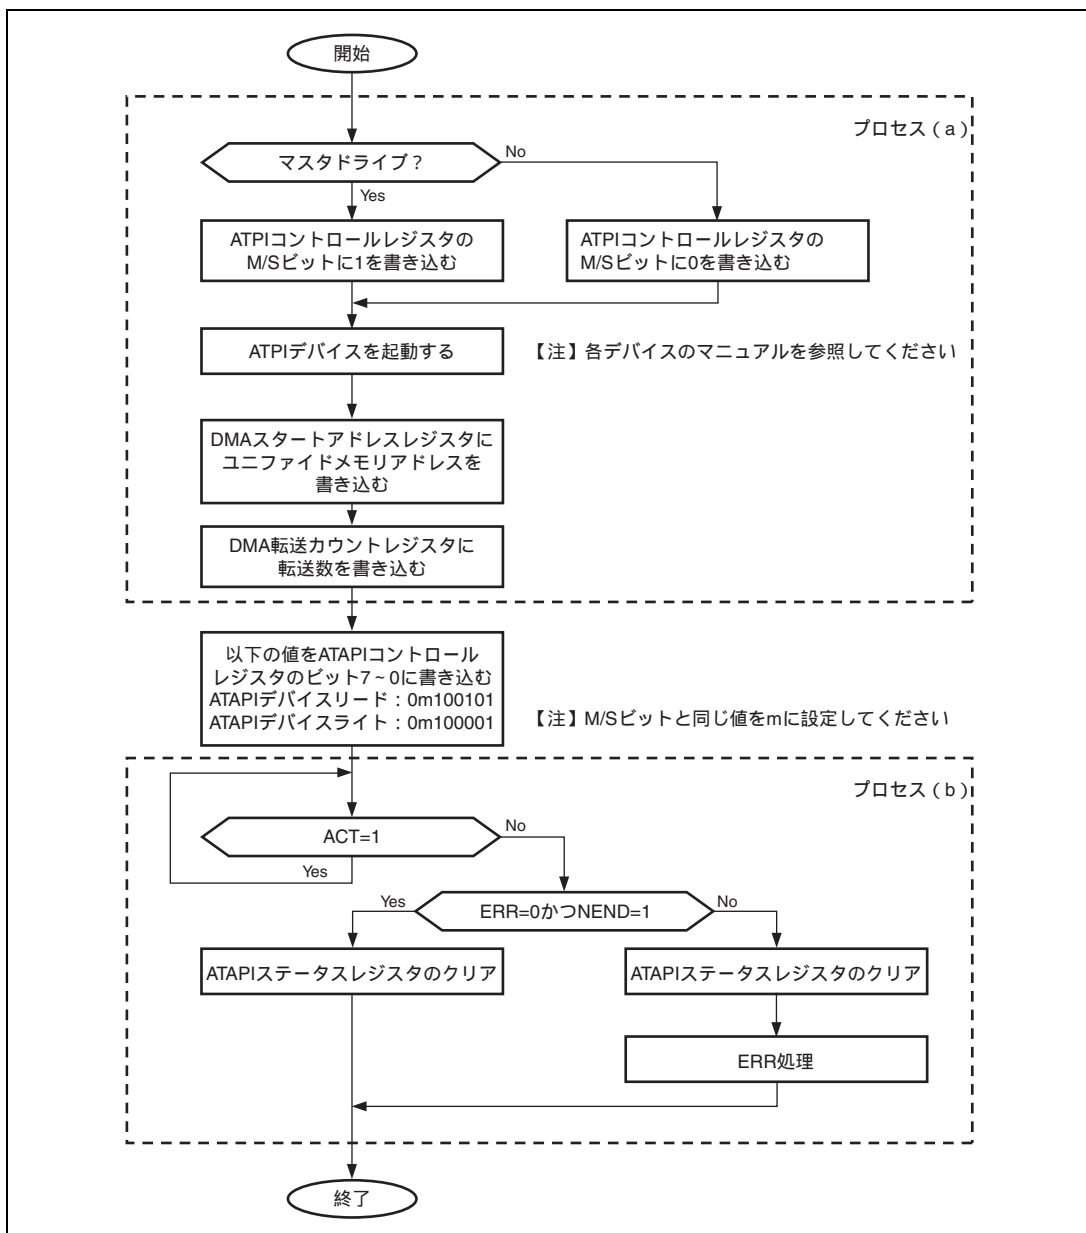 開始
プロセス（a）
マスタドライブ？
No
Yes
ATPIコントロールレジスタの
M/Sビットに1を書き込む
ATPIコントロールレジスタの
M/Sビットに0を書き込む
ATPIデバイスを起動する
【注】各デバイスのマニュアルを参照してください
DMAスタートアドレスレジスタに
ユニファイドメモリアドレスを
書き込む
DMA転送カウントレジスタに
転送数を書き込む
以下の値をATAPIコントロール
レジスタのビット7～0に書き込む
ATAPIデバイスリード：0m100101
ATAPIデバイスライト：0m100001
【注】M/Sビットと同じ値をmに設定してください
プロセス（b）
ACT=1
No
Yes
ERR=0かつNEND=1
Yes
No
ATAPIステータスレジスタのクリア
ATAPIステータスレジスタのクリア
ERR処理
終了